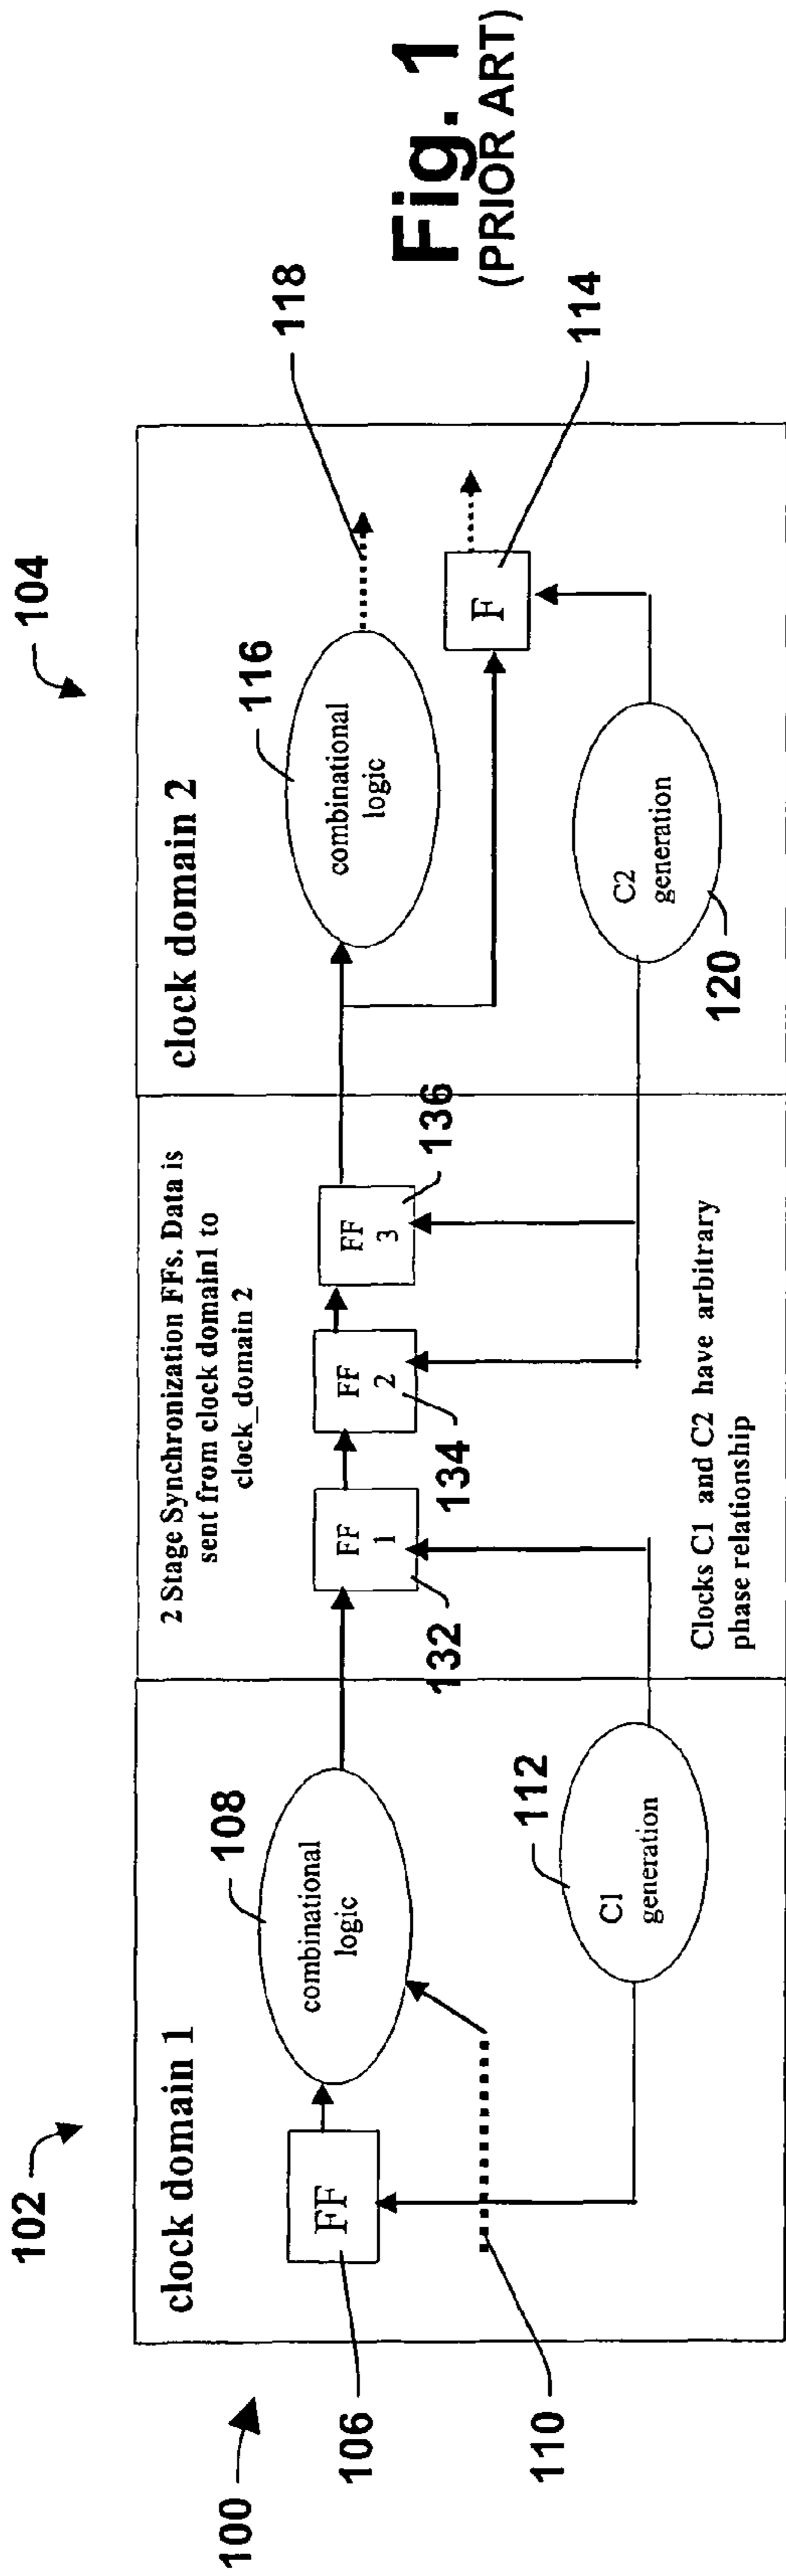 100
102
104
clock domain 1
106
FF
108
combinational
logic
110
112
C1
generation
2 Stage Synchronization FFs. Data is
sent from clock domain1 to
clock_domain 2
FF
1
132
FF
2
134
FF
3
136
Clocks C1 and C2 have arbitrary
phase relationship
clock domain 2
116
combinational
logic
118
F
114
C2
generation
120
Fig. 1
(PRIOR ART)